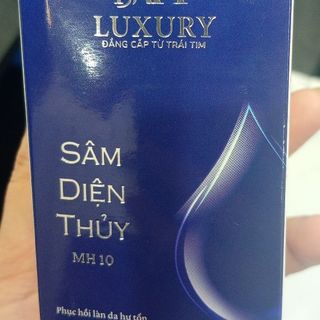 LUXURY
ĐẲNG CẤP TỪ TRÁI TIM
SÂM
DIỆN
THỦY
MH 10
Phục hồi làn da hư tổn